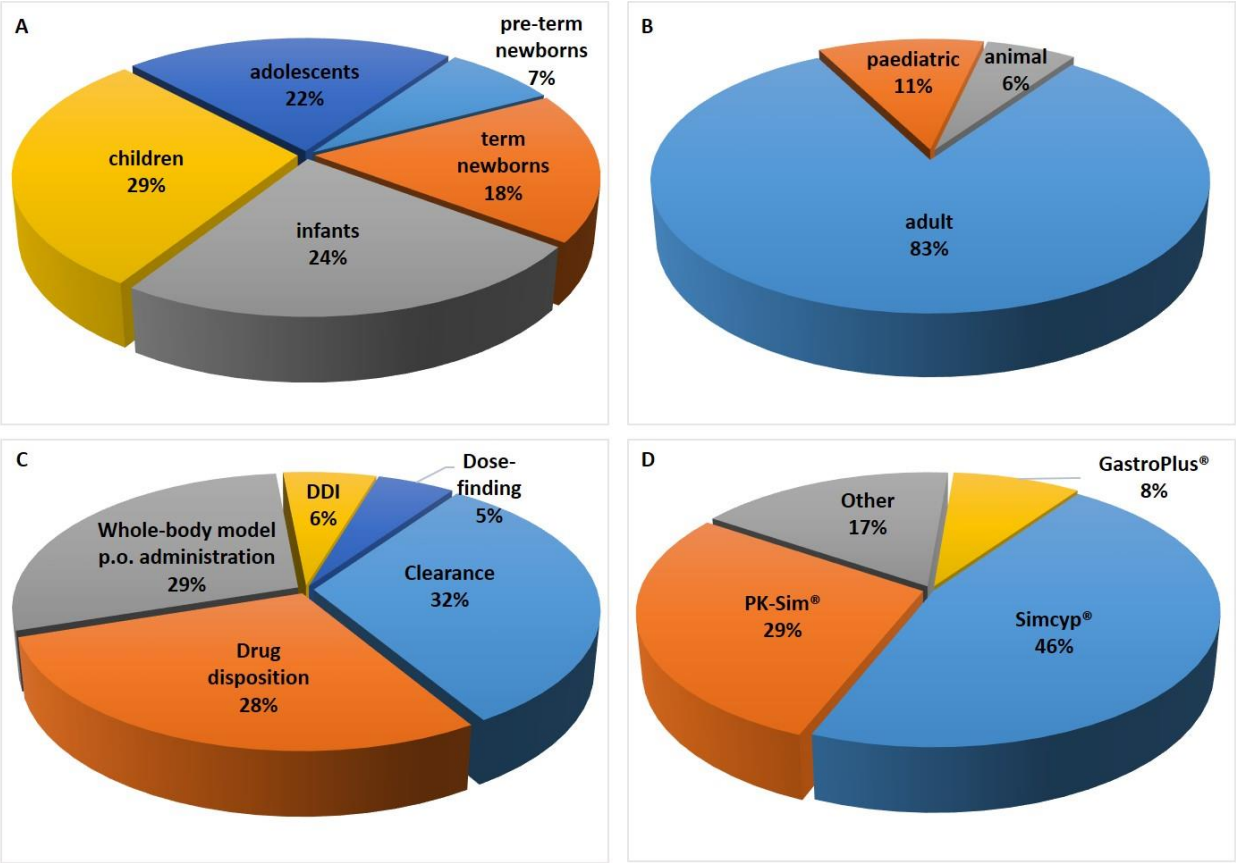 A
adolescents
22%
pre-term
newborns
7%
term
newborns
18%
children
29%
infants
24%
B
paediatric
11%
animal
6%
adult
83%
C
DDI
6%
Dose-
finding
5%
Whole-body model
p.o. administration
29%
Clearance
32%
Drug
disposition
28%
D
Other
17%
GastroPlus®
8%
PK-Sim®
29%
Simcyp®
46%